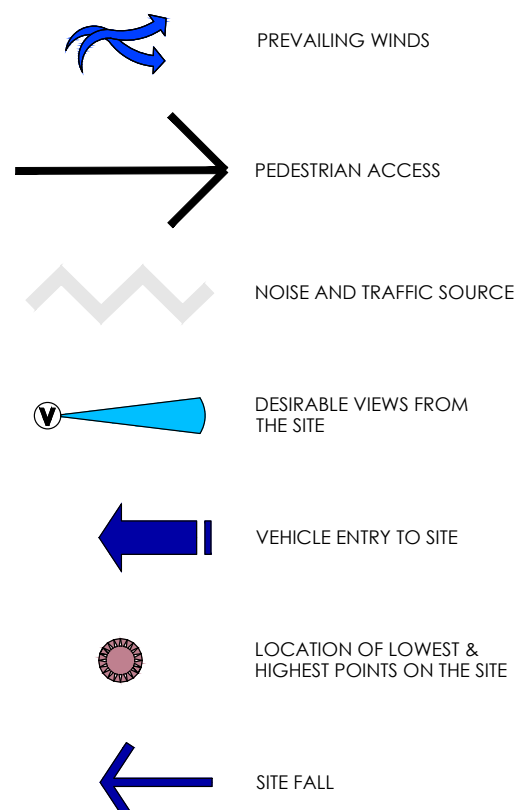 PREVAILING WINDS
PEDESTRIAN ACCESS
NOISE AND TRAFFIC SOURCE
V
DESIRABLE VIEWS FROM
THE SITE
VEHICLE ENTRY TO SITE
LOCATION OF LOWEST &
HIGHEST POINTS ON THE SITE
SITE FALL